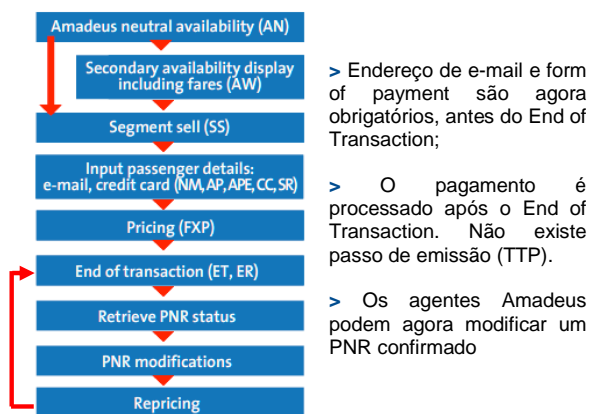 Amadeus neutral availability (AN)
Secondary availability display
including fares (AW)
Segment sell (SS)
Input passenger details:
e-mail, credit card (NM, AP, APE, CC, SR)
Pricing (FXP)
End of transaction (ET, ER)
Retrieve PNR status
PNR modifications
Repricing
> Endereço de e-mail e form
of payment são agora
obrigatórios, antes do End of
Transaction;
> O pagamento é
processado após o End of
Transaction. Não existe
passo de emissão (TTP).
> Os agentes Amadeus
podem agora modificar um
PNR confirmado